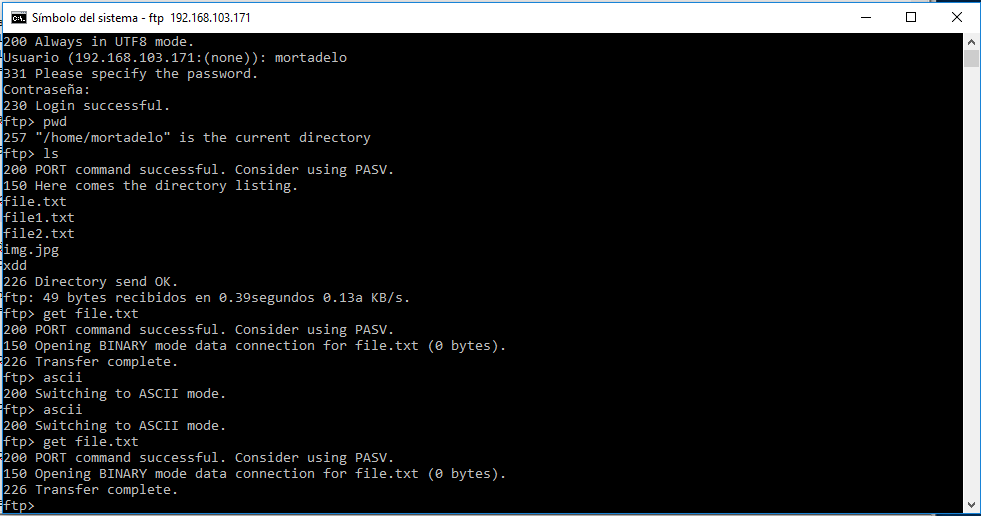 Símbolo del sistema - ftp 192.168.103.171
200 Always in UTF8 mode.
Usuario (192.168.103.171:(none)): mortadelo
331 Please specify the password.
Contraseña:
230 Login successful.
ftp> pwd
257 "/home/mortadelo" is the current directory
ftp> ls
200 PORT command successful. Consider using PASV.
150 Here comes the directory listing.
file.txt
file1.txt
file2.txt
img.jpg
xdd
226 Directory send OK.
ftp: 49 bytes recibidos en 0.39segundos 0.13a KB/s.
ftp> get file.txt
200 PORT command successful. Consider using PASV.
150 Opening BINARY mode data connection for file.txt (0 bytes).
226 Transfer complete.
ftp> ascii
200 Switching to ASCII mode.
ftp> ascii
200 Switching to ASCII mode.
ftp> get file.txt
200 PORT command successful. Consider using PASV.
150 Opening BINARY mode data connection for file.txt (0 bytes).
226 Transfer complete.
ftp>